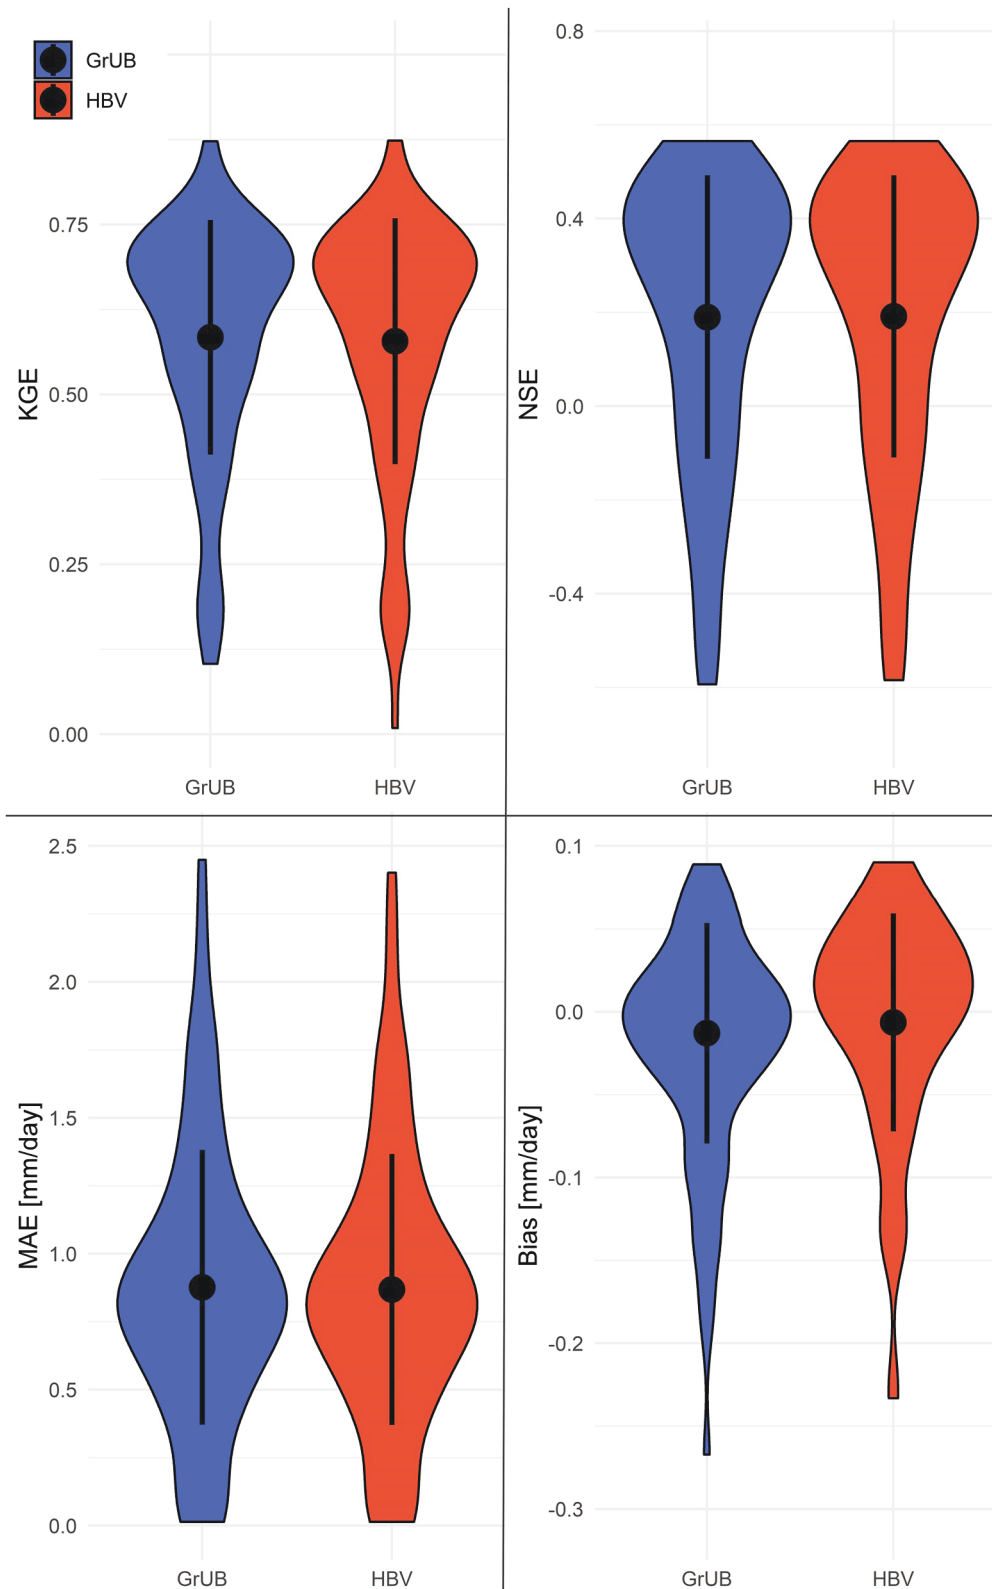 GrUB
HBV
KGE
0.75
0.50
0.25
0.00
GrUB
HBV
NSE
0.8
0.4
0.0
-0.4
GrUB
HBV
MAE [mm/day]
2.5
2.0
1.5
1.0
0.5
0.0
GrUB
HBV
Bias [mm/day]
0.1
0.0
-0.1
-0.2
-0.3
GrUB
HBV